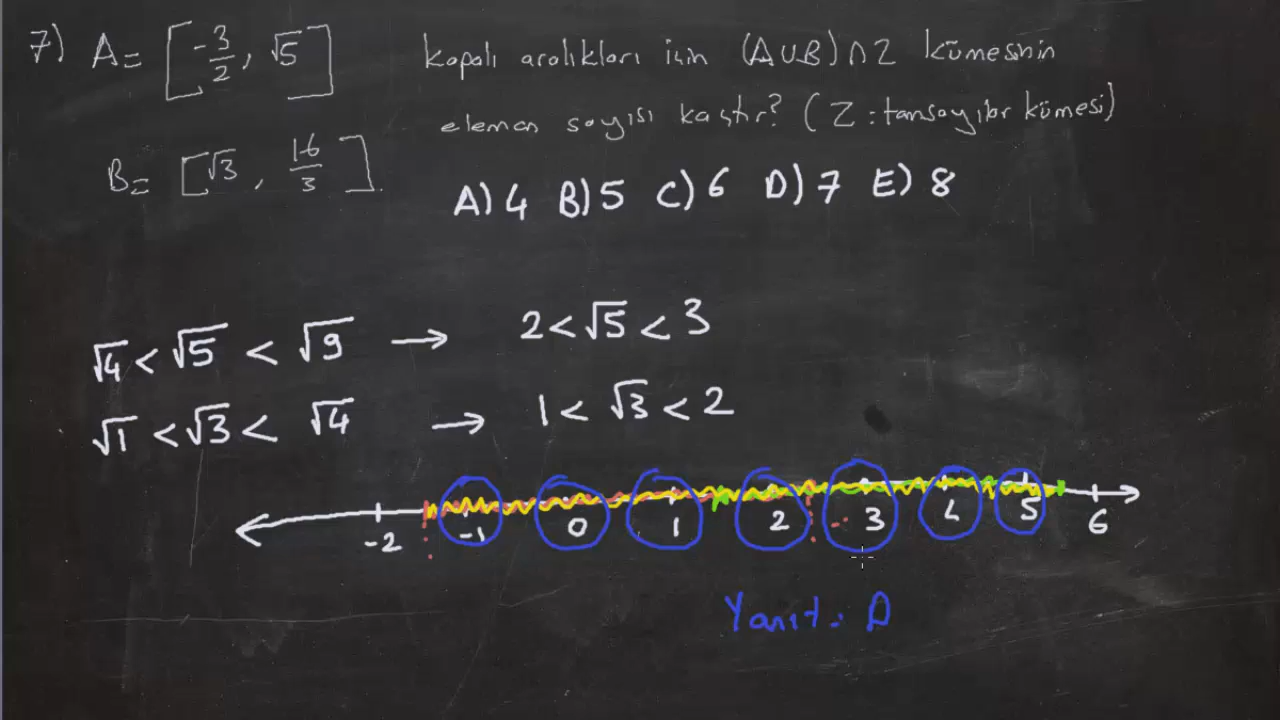 7) A= [-3/2, √5] kapalı aralıkları için (A∪B)∩Z kümesinin
eleman sayısı kaçtır? (Z : tamsayılar kümesi)
B= [√3, 16/3]
A) 4 B) 5 C) 6 D) 7 E) 8
√4 < √5 < √9 → 2 < √5 < 3
√1 < √3 < √4 → 1 < √3 < 2
-2 -1 0 1 2 3 4 5 6
Yanıt: D